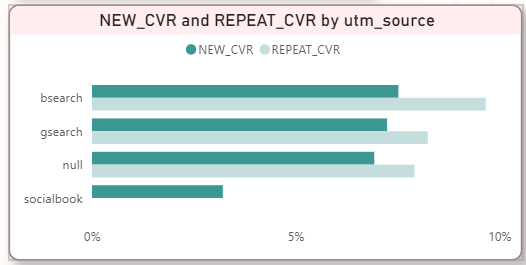 NEW_CVR and REPEAT_CVR by utm_source
NEW_CVR REPEAT_CVR
bsearch
gsearch
null
socialbook
0% 5% 10%